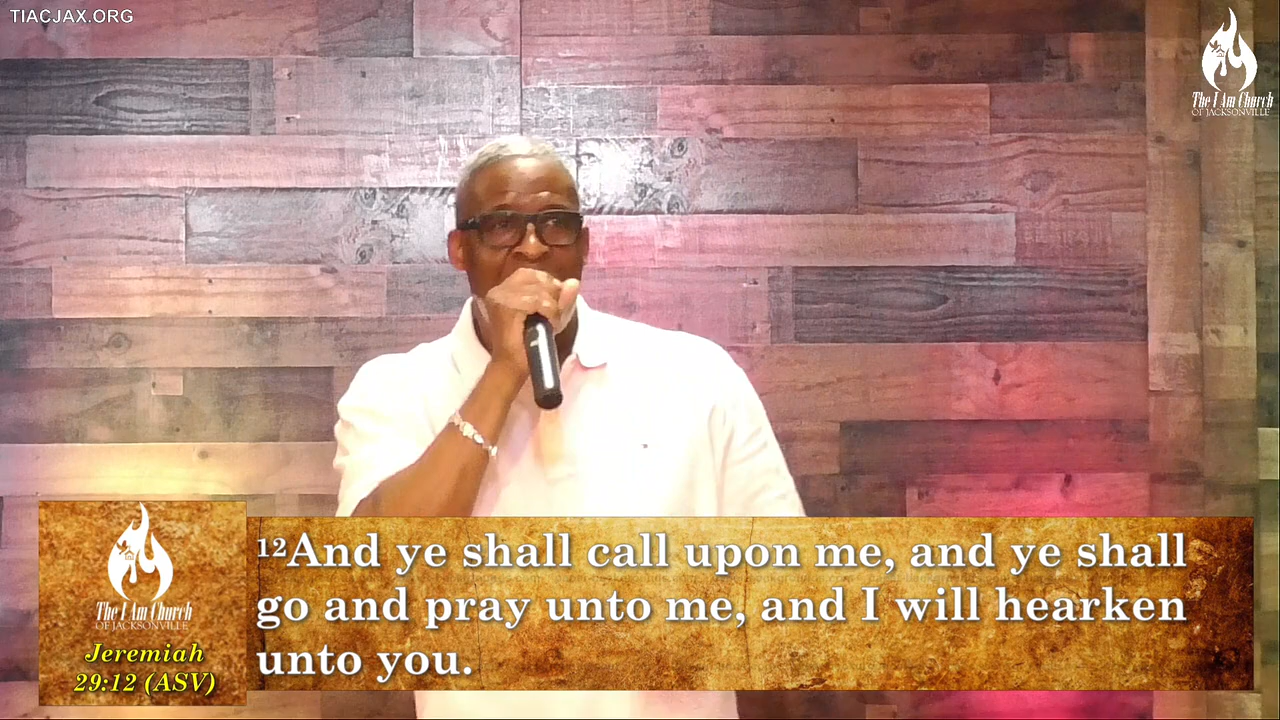 TIACJAX.ORG
The I Am Church
OF JACKSONVILLE
¹²And ye shall call upon me, and ye shall
go and pray unto me, and I will hearken
unto you.
The I Am Church
OF JACKSONVILLE
Jeremiah
29:12 (ASV)